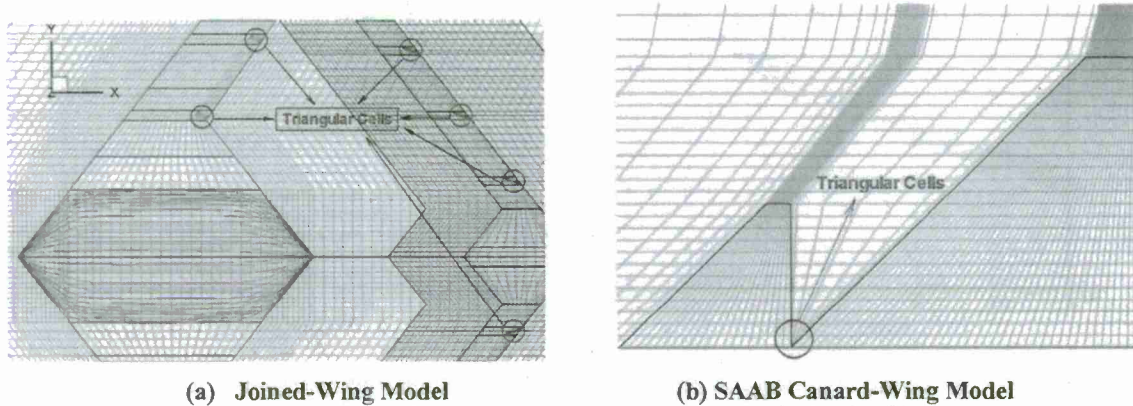 Y
Z X
Triangular Cells
Triangular Cells
(a) Joined-Wing Model
(b) SAAB Canard-Wing Model